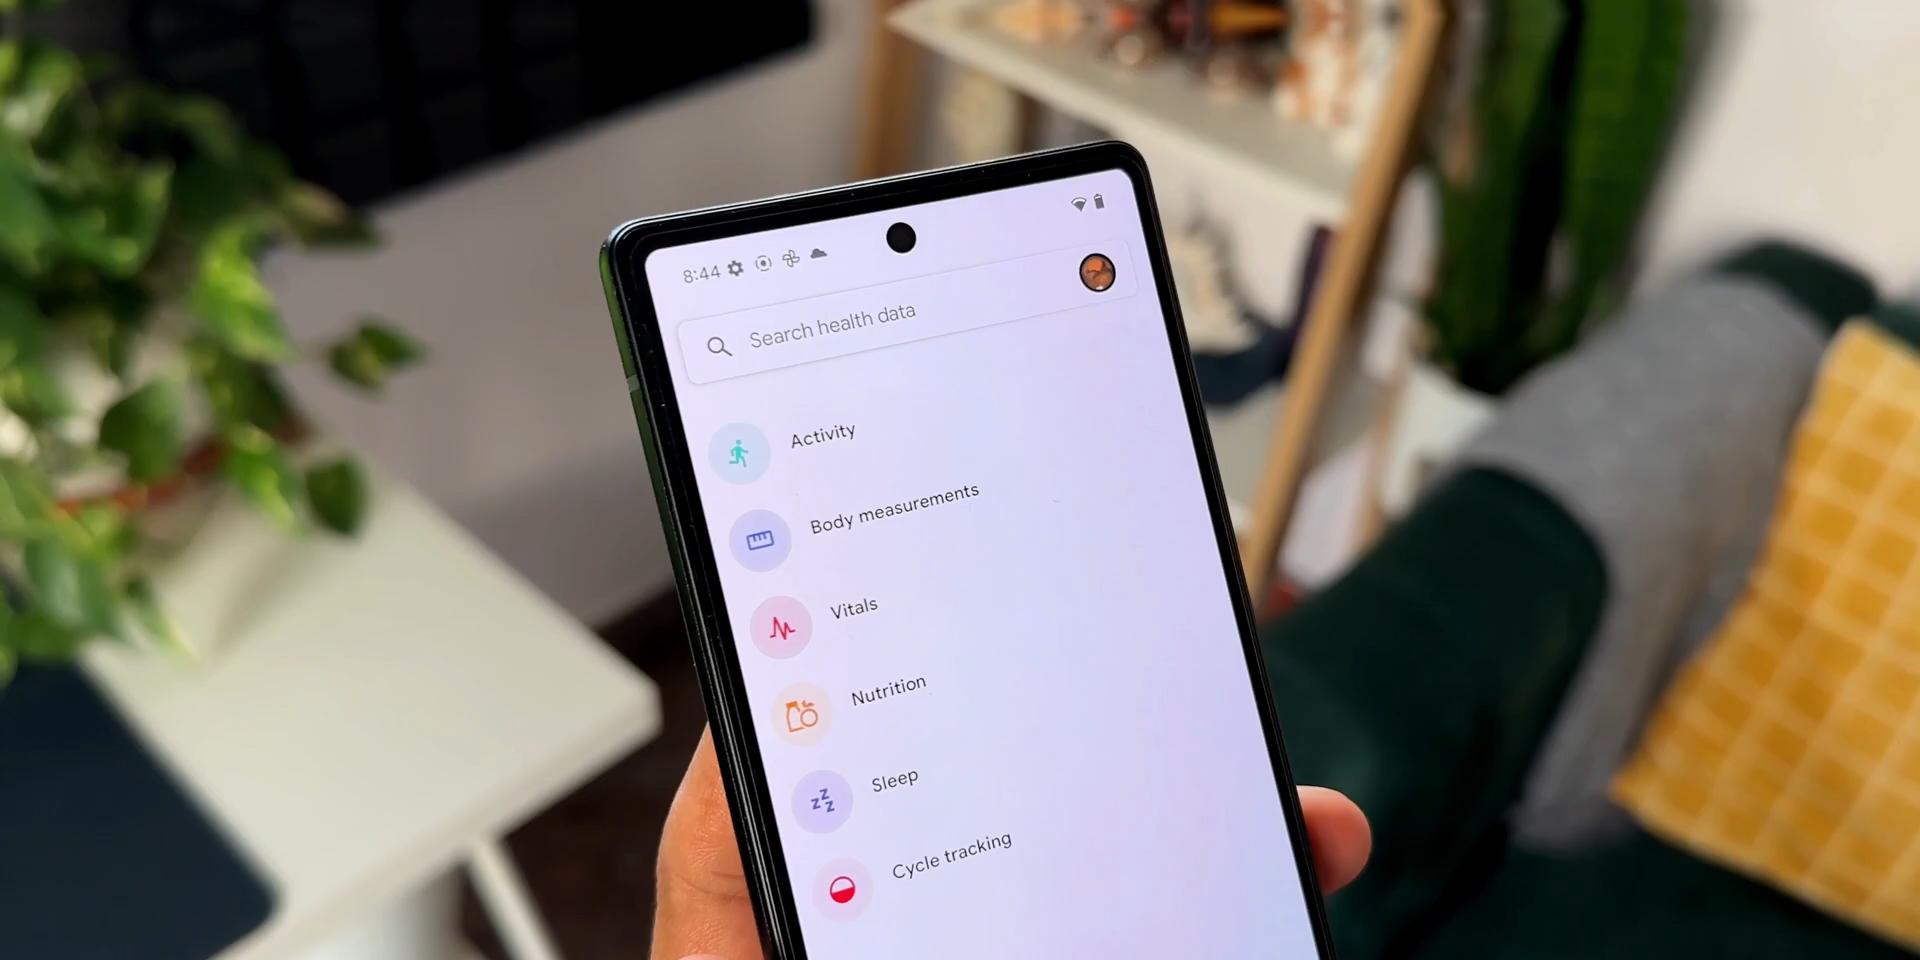 8:44
Search health data
Activity
Body measurements
Vitals
Nutrition
Sleep
Cycle tracking